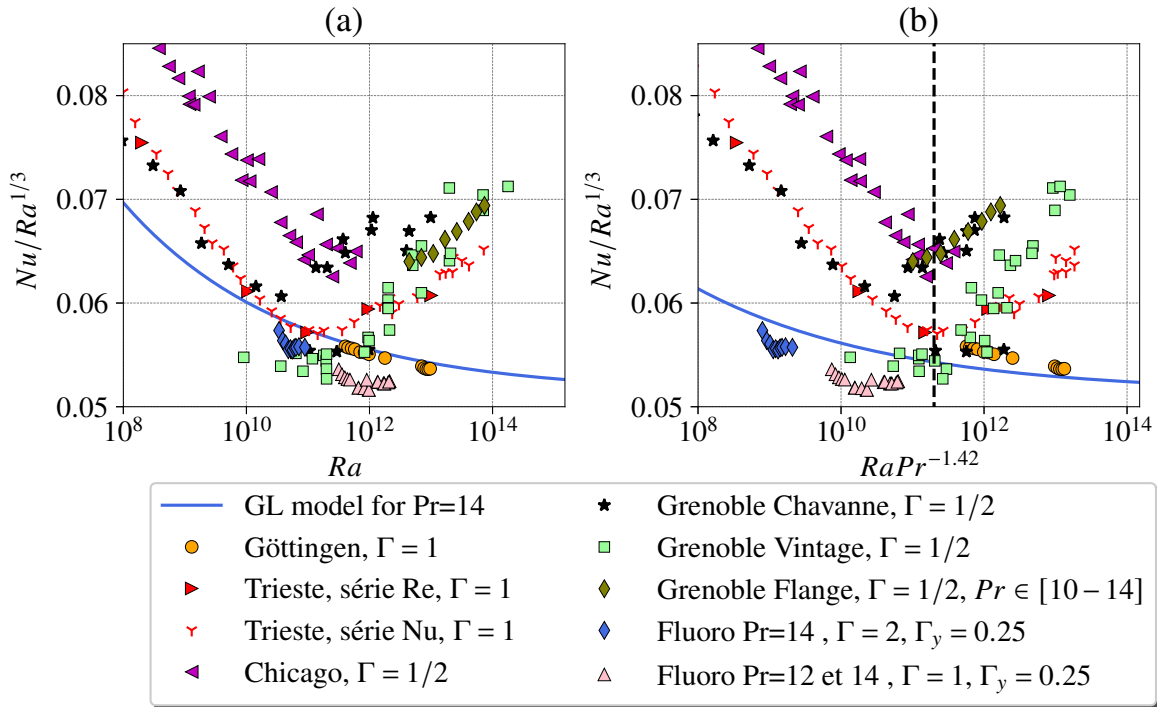 (a)
(b)
Nu/Ra^{1/3}
0.08
0.07
0.06
0.05
10^8
10^{10}
10^{12}
10^{14}
Ra
Nu/Ra^{1/3}
0.08
0.07
0.06
0.05
10^8
10^{10}
10^{12}
10^{14}
RaPr^{−1.42}
GL model for Pr=14
Göttingen, Γ = 1
Trieste, série Re, Γ = 1
Trieste, série Nu, Γ = 1
Chicago, Γ = 1/2
Grenoble Chavanne, Γ = 1/2
Grenoble Vintage, Γ = 1/2
Grenoble Flange, Γ = 1/2, Pr ∈ [10 − 14]
Fluoro Pr=14 , Γ = 2, Γ_y = 0.25
Fluoro Pr=12 et 14 , Γ = 1, Γ_y = 0.25